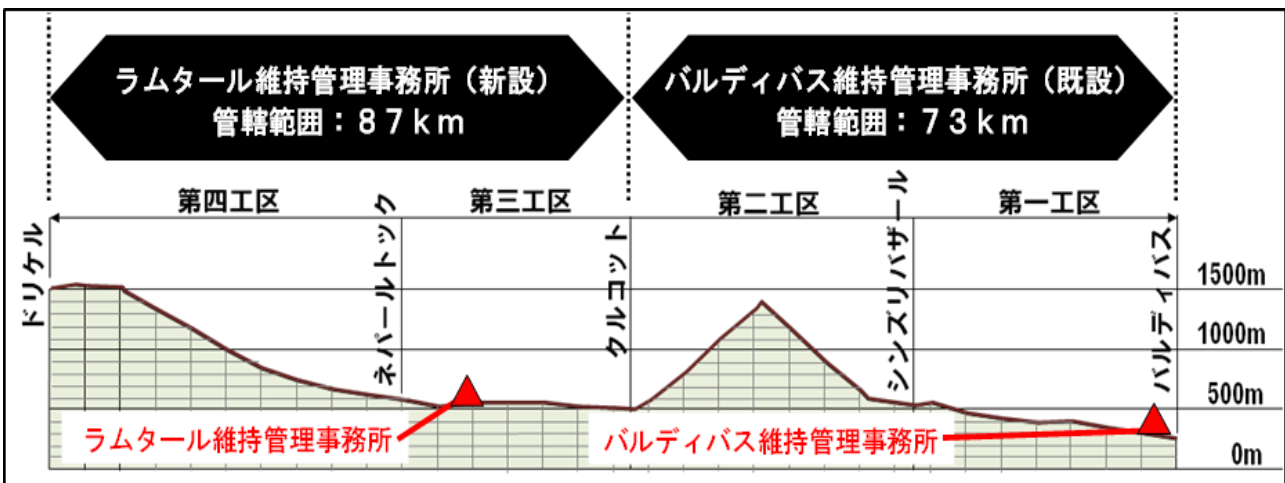 ラムタール維持管理事務所（新設）
管轄範囲：８７ｋｍ
バルディバス維持管理事務所（既設）
管轄範囲：７３ｋｍ
第四工区
第三工区
第二工区
第一工区
ドリケル
ネパールトック
クルコット
シンズリバザール
バルディバス
1500m
1000m
500m
0m
ラムタール維持管理事務所
バルディバス維持管理事務所